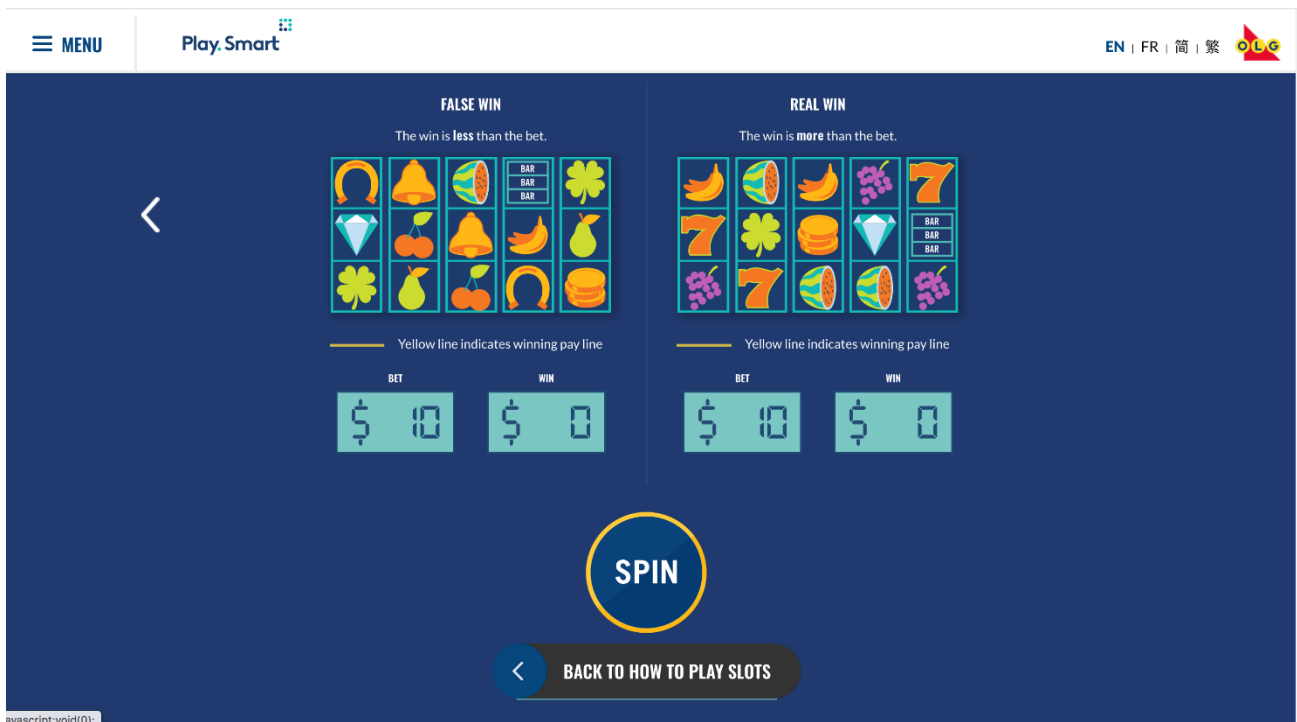 MENU
Play. Smart
EN | FR | 简 | 繁
OLG
FALSE WIN
The win is less than the bet.
BAR
BAR
BAR
Yellow line indicates winning pay line
BET
WIN
$ 10
$ 0
REAL WIN
The win is more than the bet.
7
7
BAR
BAR
BAR
7
Yellow line indicates winning pay line
BET
WIN
$ 10
$ 0
SPIN
BACK TO HOW TO PLAY SLOTS
avascript:void(0);